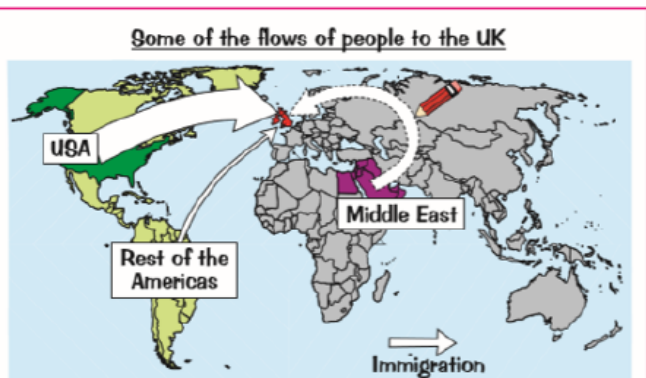 Some of the flows of people to the UK
USA
Middle East
Rest of the
Americas
Immigration